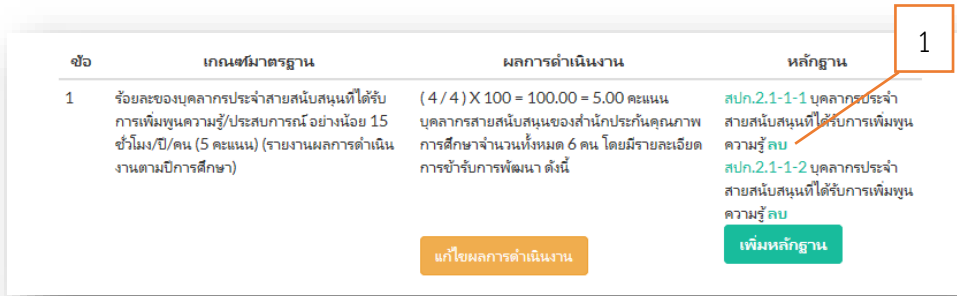 1
ข้อ เกณฑ์มาตรฐาน ผลการดำเนินงาน หลักฐาน
1 ร้อยละของบุคลากรประจำสายสนับสนุนที่ได้รับ
การเพิ่มพูนความรู้/ประสบการณ์ อย่างน้อย 15
ชั่วโมง/ปี/คน (5 คะแนน) (รายงานผลการดำเนิน
งานตามปีการศึกษา)
( 4 / 4 ) X 100 = 100.00 = 5.00 คะแนน
บุคลากรสายสนับสนุนของสำนักประกันคุณภาพ
การศึกษาจำนวนทั้งหมด 6 คน โดยมีรายละเอียด
การข้ารับการพัฒนา ดังนี้
แก้ไขผลการดำเนินงาน
สปก.2.1-1-1 บุคลากรประจำ
สายสนับสนุนที่ได้รับการเพิ่มพูน
ความรู้ ลบ
สปก.2.1-1-2 บุคลากรประจำ
สายสนับสนุนที่ได้รับการเพิ่มพูน
ความรู้ ลบ
เพิ่มหลักฐาน